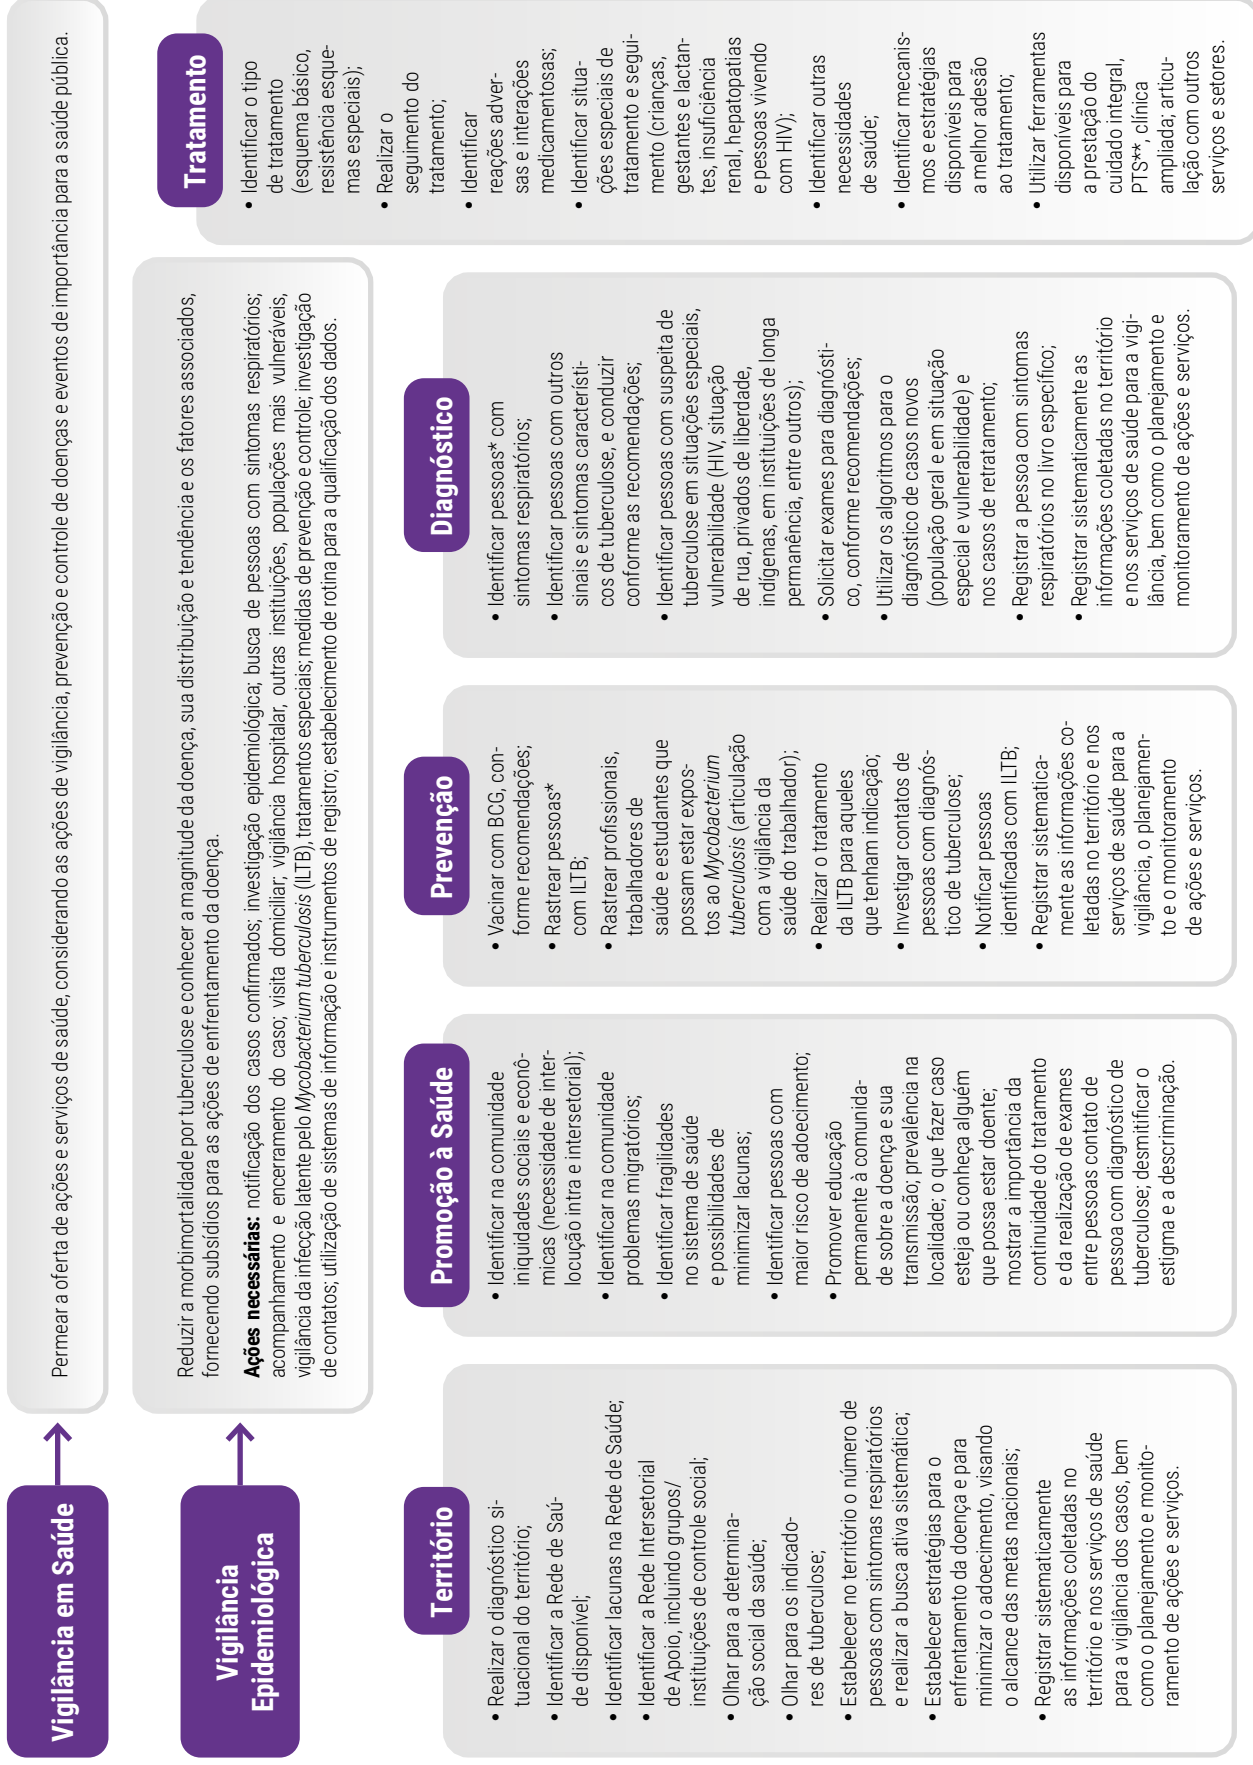 Vigilância em Saúde
Permear a oferta de ações e serviços de saúde, considerando as ações de vigilância, prevenção e controle de doenças e eventos de importância para a saúde pública.
Vigilância
Epidemiológica
Reduzir a morbimortalidade por tuberculose e conhecer a magnitude da doença, sua distribuição e tendência e os fatores associados,
fornecendo subsídios para as ações de enfrentamento da doença.
Ações necessárias: notificação dos casos confirmados; investigação epidemiológica; busca de pessoas com sintomas respiratórios;
acompanhamento e encerramento do caso; visita domiciliar; vigilância hospitalar, outras instituições, populações mais vulneráveis,
vigilância da infecção latente pelo Mycobacterium tuberculosis (ILTB), tratamentos especiais; medidas de prevenção e controle; investigação
de contatos; utilização de sistemas de informação e instrumentos de registro; estabelecimento de rotina para a qualificação dos dados.
Território
• Realizar o diagnóstico si-
tuacional do território;
• Identificar a Rede de Saú-
de disponível;
• Identificar lacunas na Rede de Saúde;
• Identificar a Rede Intersetorial
de Apoio, incluindo grupos/
instituições de controle social;
• Olhar para a determina-
ção social da saúde;
• Olhar para os indicado-
res de tuberculose;
• Estabelecer no território o número de
pessoas com sintomas respiratórios
e realizar a busca ativa sistemática;
• Estabelecer estratégias para o
enfrentamento da doença e para
minimizar o adoecimento, visando
o alcance das metas nacionais;
• Registrar sistematicamente
as informações coletadas no
território e nos serviços de saúde
para a vigilância dos casos, bem
como o planejamento e monito-
ramento de ações e serviços.
Promoção à Saúde
• Identificar na comunidade
iniquidades sociais e econô-
micas (necessidade de inter-
locução intra e intersetorial);
• Identificar na comunidade
problemas migratórios;
• Identificar fragilidades
no sistema de saúde
e possibilidades de
minimizar lacunas;
• Identificar pessoas com
maior risco de adoecimento;
• Promover educação
permanente à comunida-
de sobre a doença e sua
transmissão; prevalência na
localidade; o que fazer caso
esteja ou conheça alguém
que possa estar doente;
mostrar a importância da
continuidade do tratamento
e da realização de exames
entre pessoas contato de
pessoa com diagnóstico de
tuberculose; desmitificar o
estigma e a descriminação.
Prevenção
• Vacinar com BCG, con-
forme recomendações;
• Rastrear pessoas*
com ILTB;
• Rastrear profissionais,
trabalhadores de
saúde e estudantes que
possam estar expos-
tos ao Mycobacterium
tuberculosis (articulação
com a vigilância da
saúde do trabalhador);
• Realizar o tratamento
da ILTB para aqueles
que tenham indicação;
• Investigar contatos de
pessoas com diagnós-
tico de tuberculose;
• Notificar pessoas
identificadas com ILTB;
• Registrar sistematica-
mente as informações co-
letadas no território e nos
serviços de saúde para a
vigilância, o planejamen-
to e o monitoramento
de ações e serviços.
Diagnóstico
• Identificar pessoas* com
sintomas respiratórios;
• Identificar pessoas com outros
sinais e sintomas característi-
cos de tuberculose, e conduzir
conforme as recomendações;
• Identificar pessoas com suspeita de
tuberculose em situações especiais,
vulnerabilidade (HIV, situação
de rua, privados de liberdade,
indígenas, em instituições de longa
permanência, entre outros);
• Solicitar exames para diagnósti-
co, conforme recomendações;
• Utilizar os algoritmos para o
diagnóstico de casos novos
(população geral e em situação
especial e vulnerabilidade) e
nos casos de retratamento;
• Registrar a pessoa com sintomas
respiratórios no livro específico;
• Registrar sistematicamente as
informações coletadas no território
e nos serviços de saúde para a vigi-
lância, bem como o planejamento e
monitoramento de ações e serviços.
Tratamento
• Identificar o tipo
de tratamento
(esquema básico,
resistência esque-
mas especiais);
• Realizar o
seguimento do
tratamento;
• Identificar
reações adver-
sas e interações
medicamentosas;
• Identificar situa-
ções especiais de
tratamento e segui-
mento (crianças,
gestantes e lactan-
tes, insuficiência
renal, hepatopatias
e pessoas vivendo
com HIV);
• Identificar outras
necessidades
de saúde;
• Identificar mecanis-
mos e estratégias
disponíveis para
a melhor adesão
ao tratamento;
• Utilizar ferramentas
disponíveis para
a prestação do
cuidado integral,
PTS**, clínica
ampliada; articu-
lação com outros
serviços e setores.